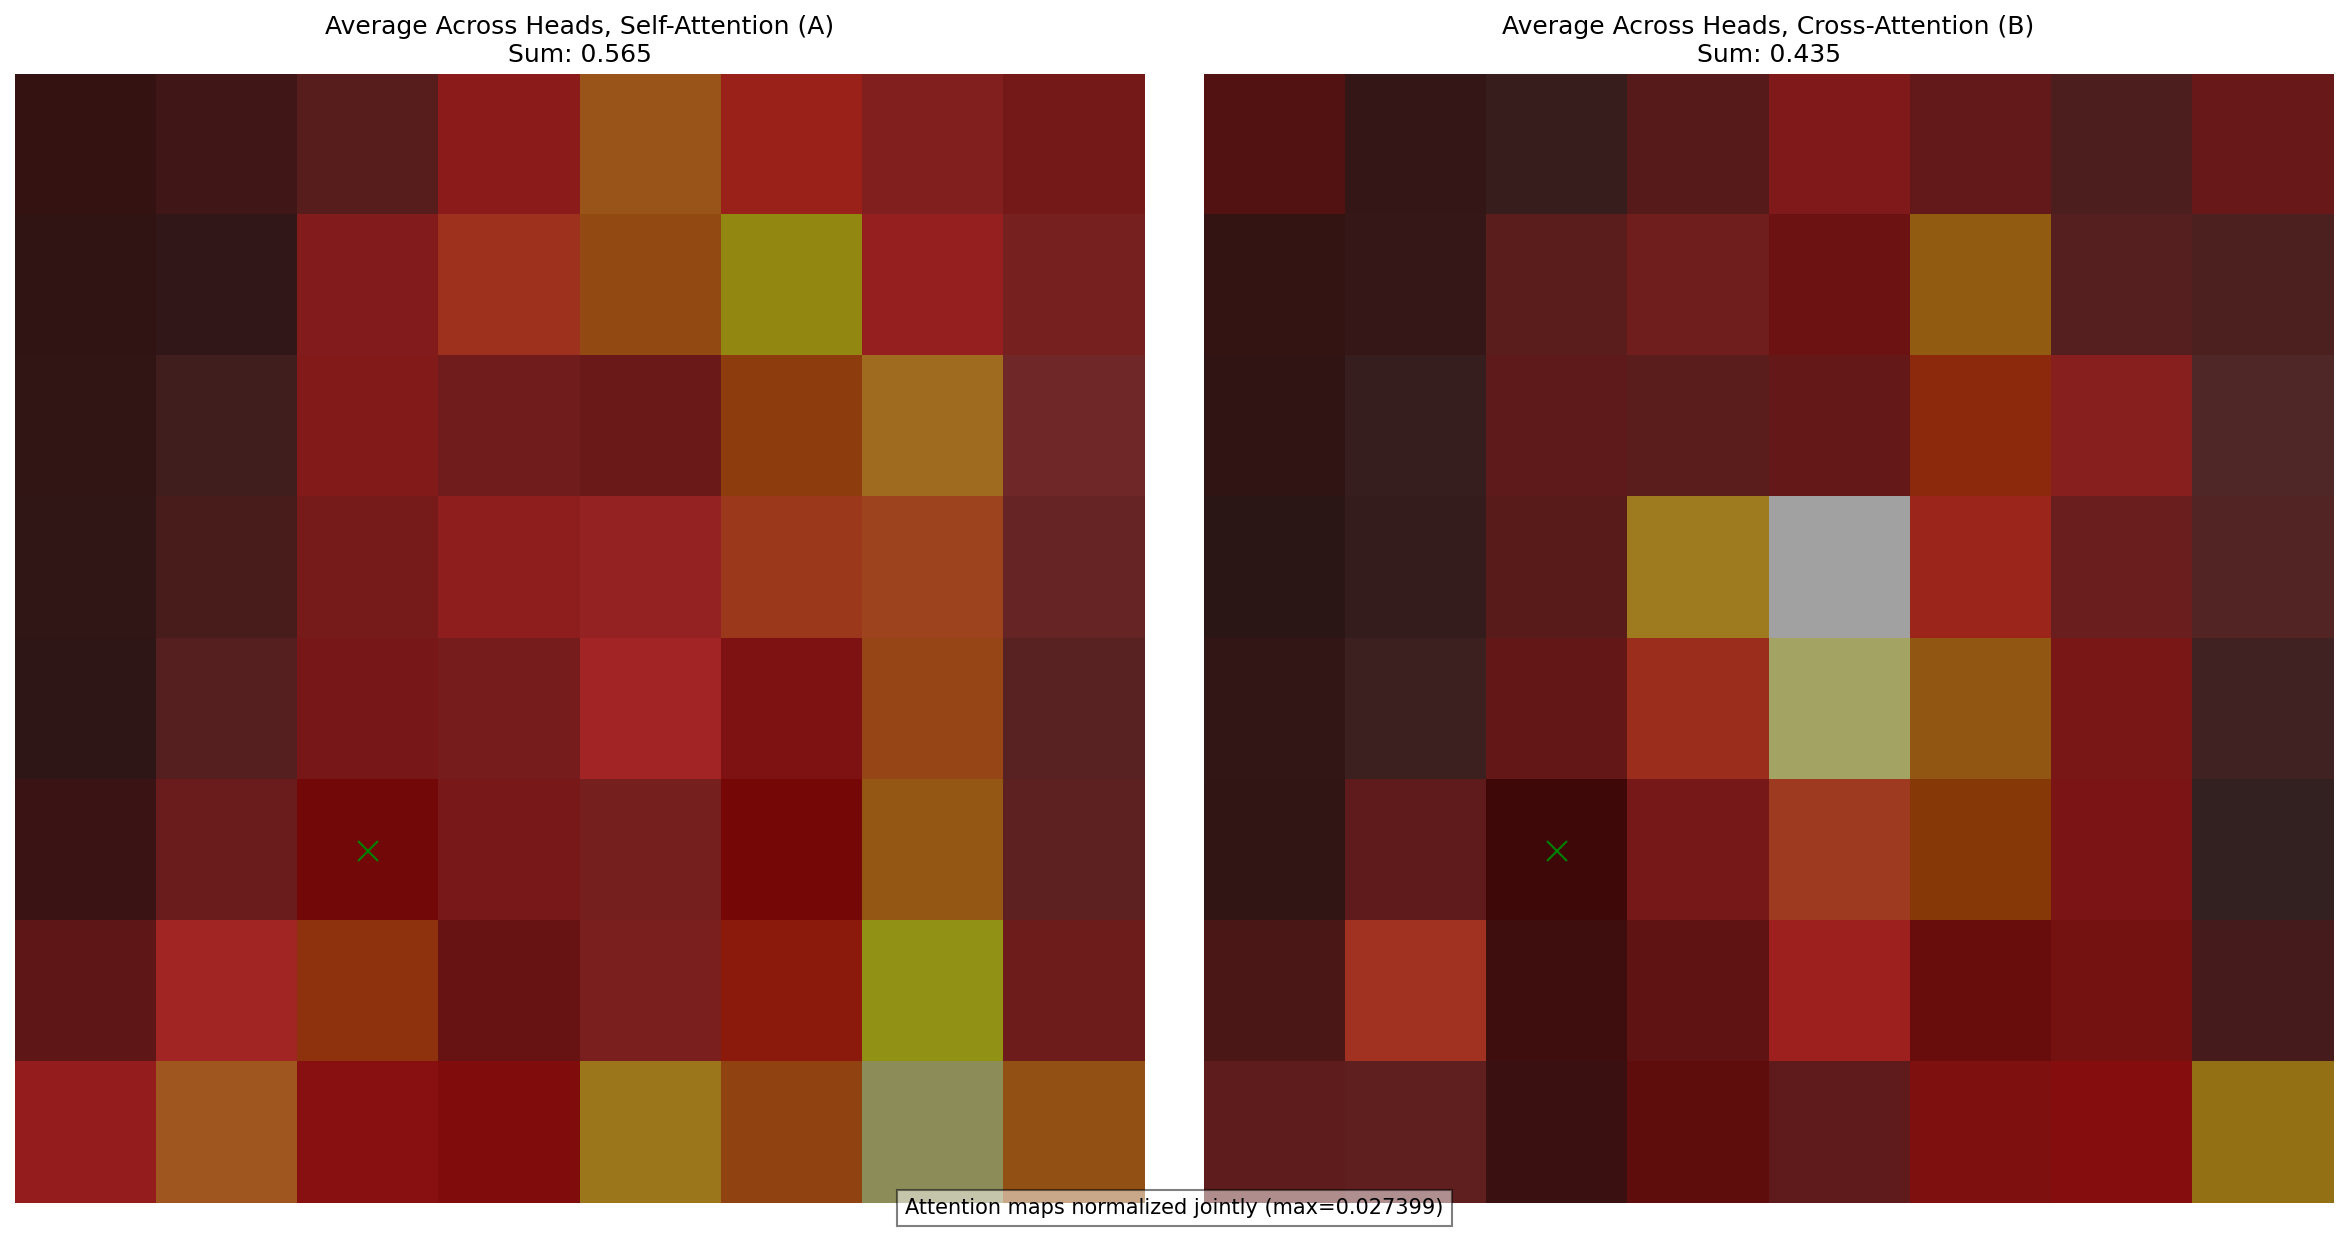 Average Across Heads, Self-Attention (A)
Sum: 0.565
Average Across Heads, Cross-Attention (B)
Sum: 0.435
Attention maps normalized jointly (max=0.027399)